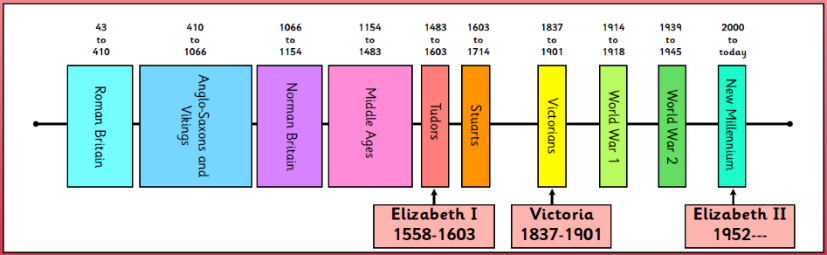 43
to
410
410
to
1066
1066
to
1154
1154
to
1483
1483
to
1603
1603
to
1714
1837
to
1901
1914
to
1918
1939
to
1945
2000
to
today
Roman Britain
Anglo-Saxons and
Vikings
Norman Britain
Middle Ages
Tudors
Stuarts
Victorians
World War 1
World War 2
New Millennium
Elizabeth I
1558-1603
Victoria
1837-1901
Elizabeth II
1952---